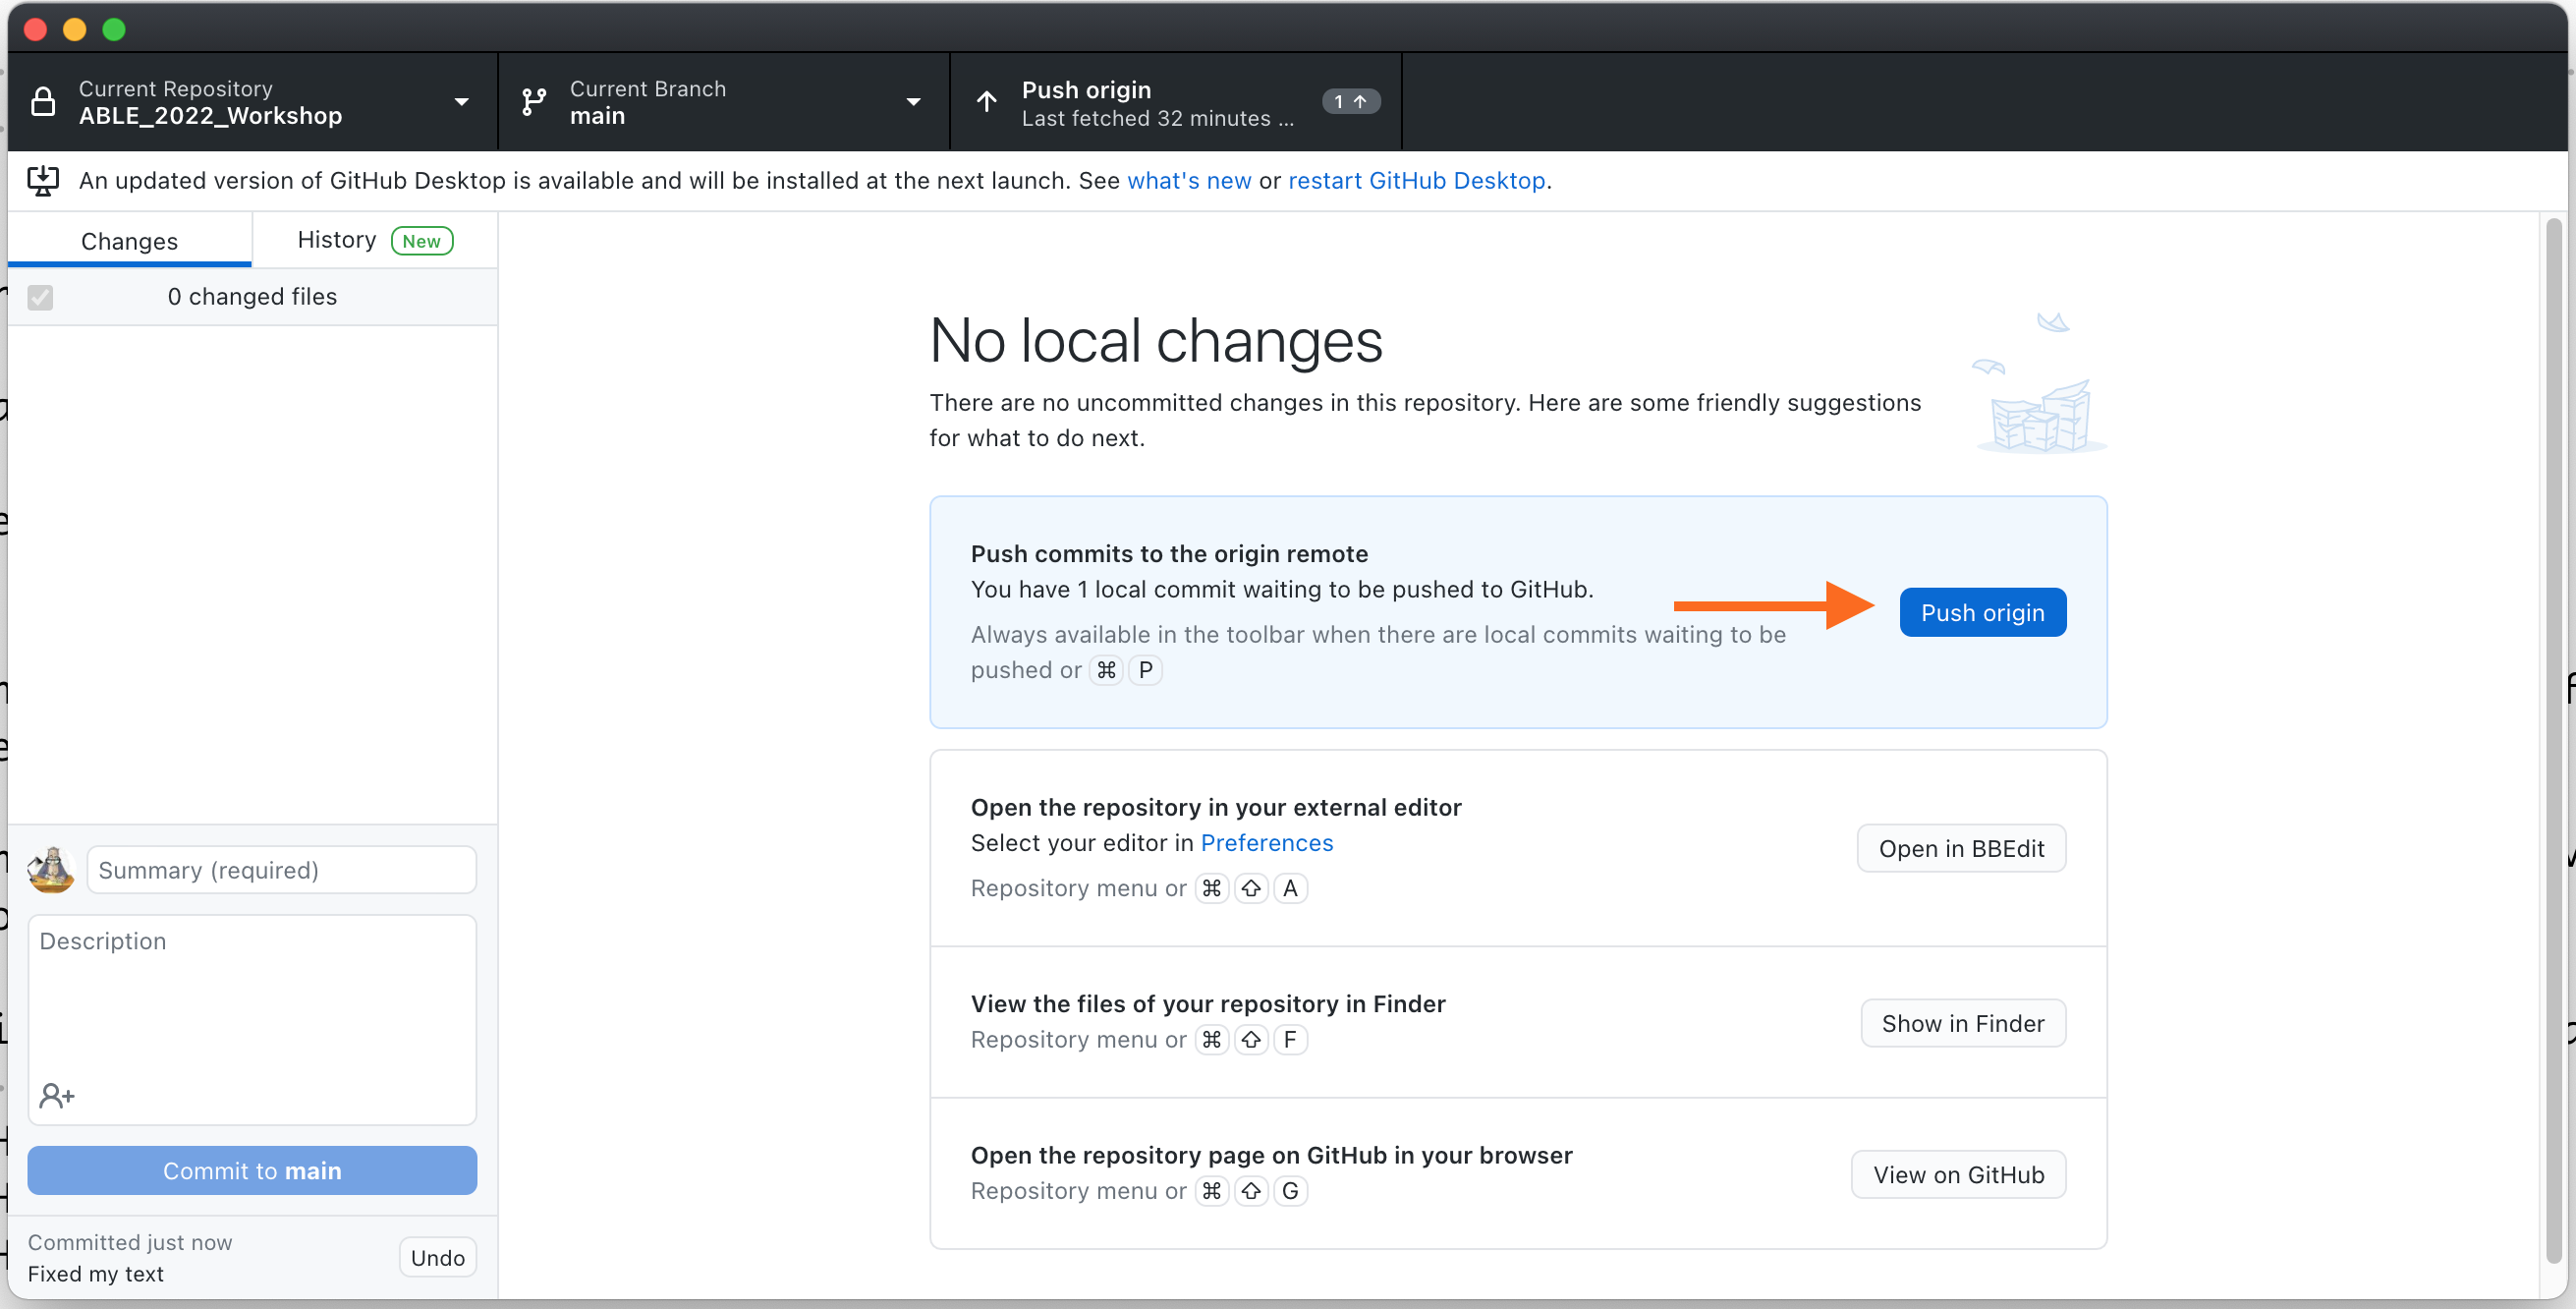 Current Repository
ABLE_2022_Workshop
Current Branch
main
Push origin
Last fetched 32 minutes ...
1
An updated version of GitHub Desktop is available and will be installed at the next launch. See what's new or restart GitHub Desktop.
Changes
History New
0 changed files
No local changes
There are no uncommitted changes in this repository. Here are some friendly suggestions
for what to do next.
Push commits to the origin remote
You have 1 local commit waiting to be pushed to GitHub.
Always available in the toolbar when there are local commits waiting to be
pushed or ⌘ P
Push origin
Open the repository in your external editor
Select your editor in Preferences
Repository menu or ⌘ ⇧ A
Open in BBEdit
View the files of your repository in Finder
Repository menu or ⌘ ⇧ F
Show in Finder
Open the repository page on GitHub in your browser
Repository menu or ⌘ ⇧ G
View on GitHub
Summary (required)
Description
Commit to main
Committed just now
Fixed my text
Undo